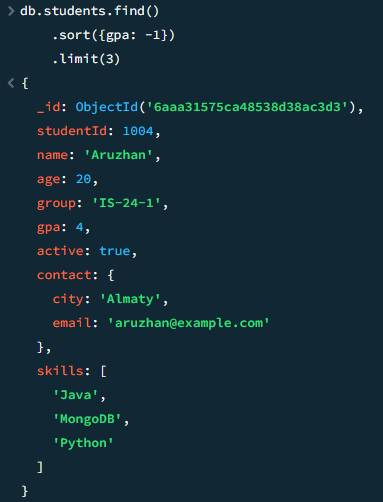 db.students.find()
.sort({gpa: -1})
.limit(3)
{
_id: ObjectId('6aaa31575ca48538d38ac3d3'),
studentId: 1004,
name: 'Aruzhan',
age: 20,
group: 'IS-24-1',
gpa: 4,
active: true,
contact: {
city: 'Almaty',
email: 'aruzhan@example.com'
},
skills: [
'Java',
'MongoDB',
'Python'
]
}